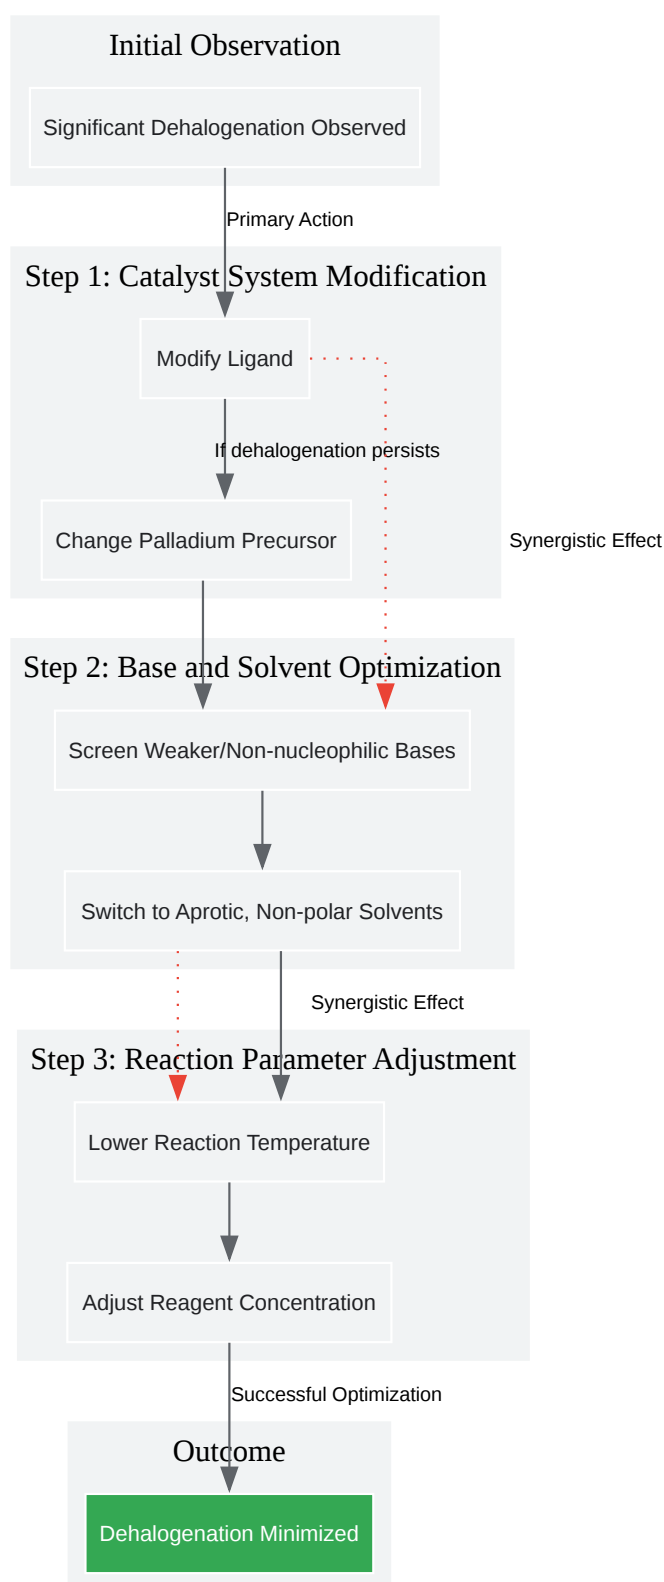 Initial Observation
Significant Dehalogenation Observed
Primary Action
Step 1: Catalyst System Modification
Modify Ligand
If dehalogenation persists
Change Palladium Precursor
Synergistic Effect
Step 2: Base and Solvent Optimization
Screen Weaker/Non-nucleophilic Bases
Switch to Aprotic, Non-polar Solvents
Synergistic Effect
Step 3: Reaction Parameter Adjustment
Lower Reaction Temperature
Adjust Reagent Concentration
Successful Optimization
Outcome
Dehalogenation Minimized